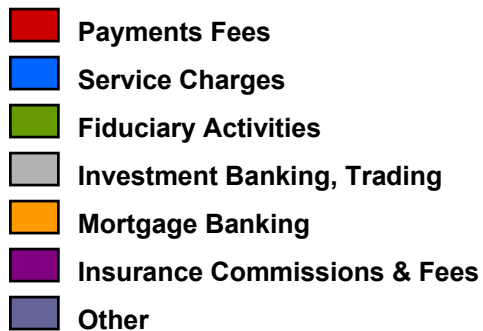 Payments Fees
Service Charges
Fiduciary Activities
Investment Banking, Trading
Mortgage Banking
Insurance Commissions & Fees
Other